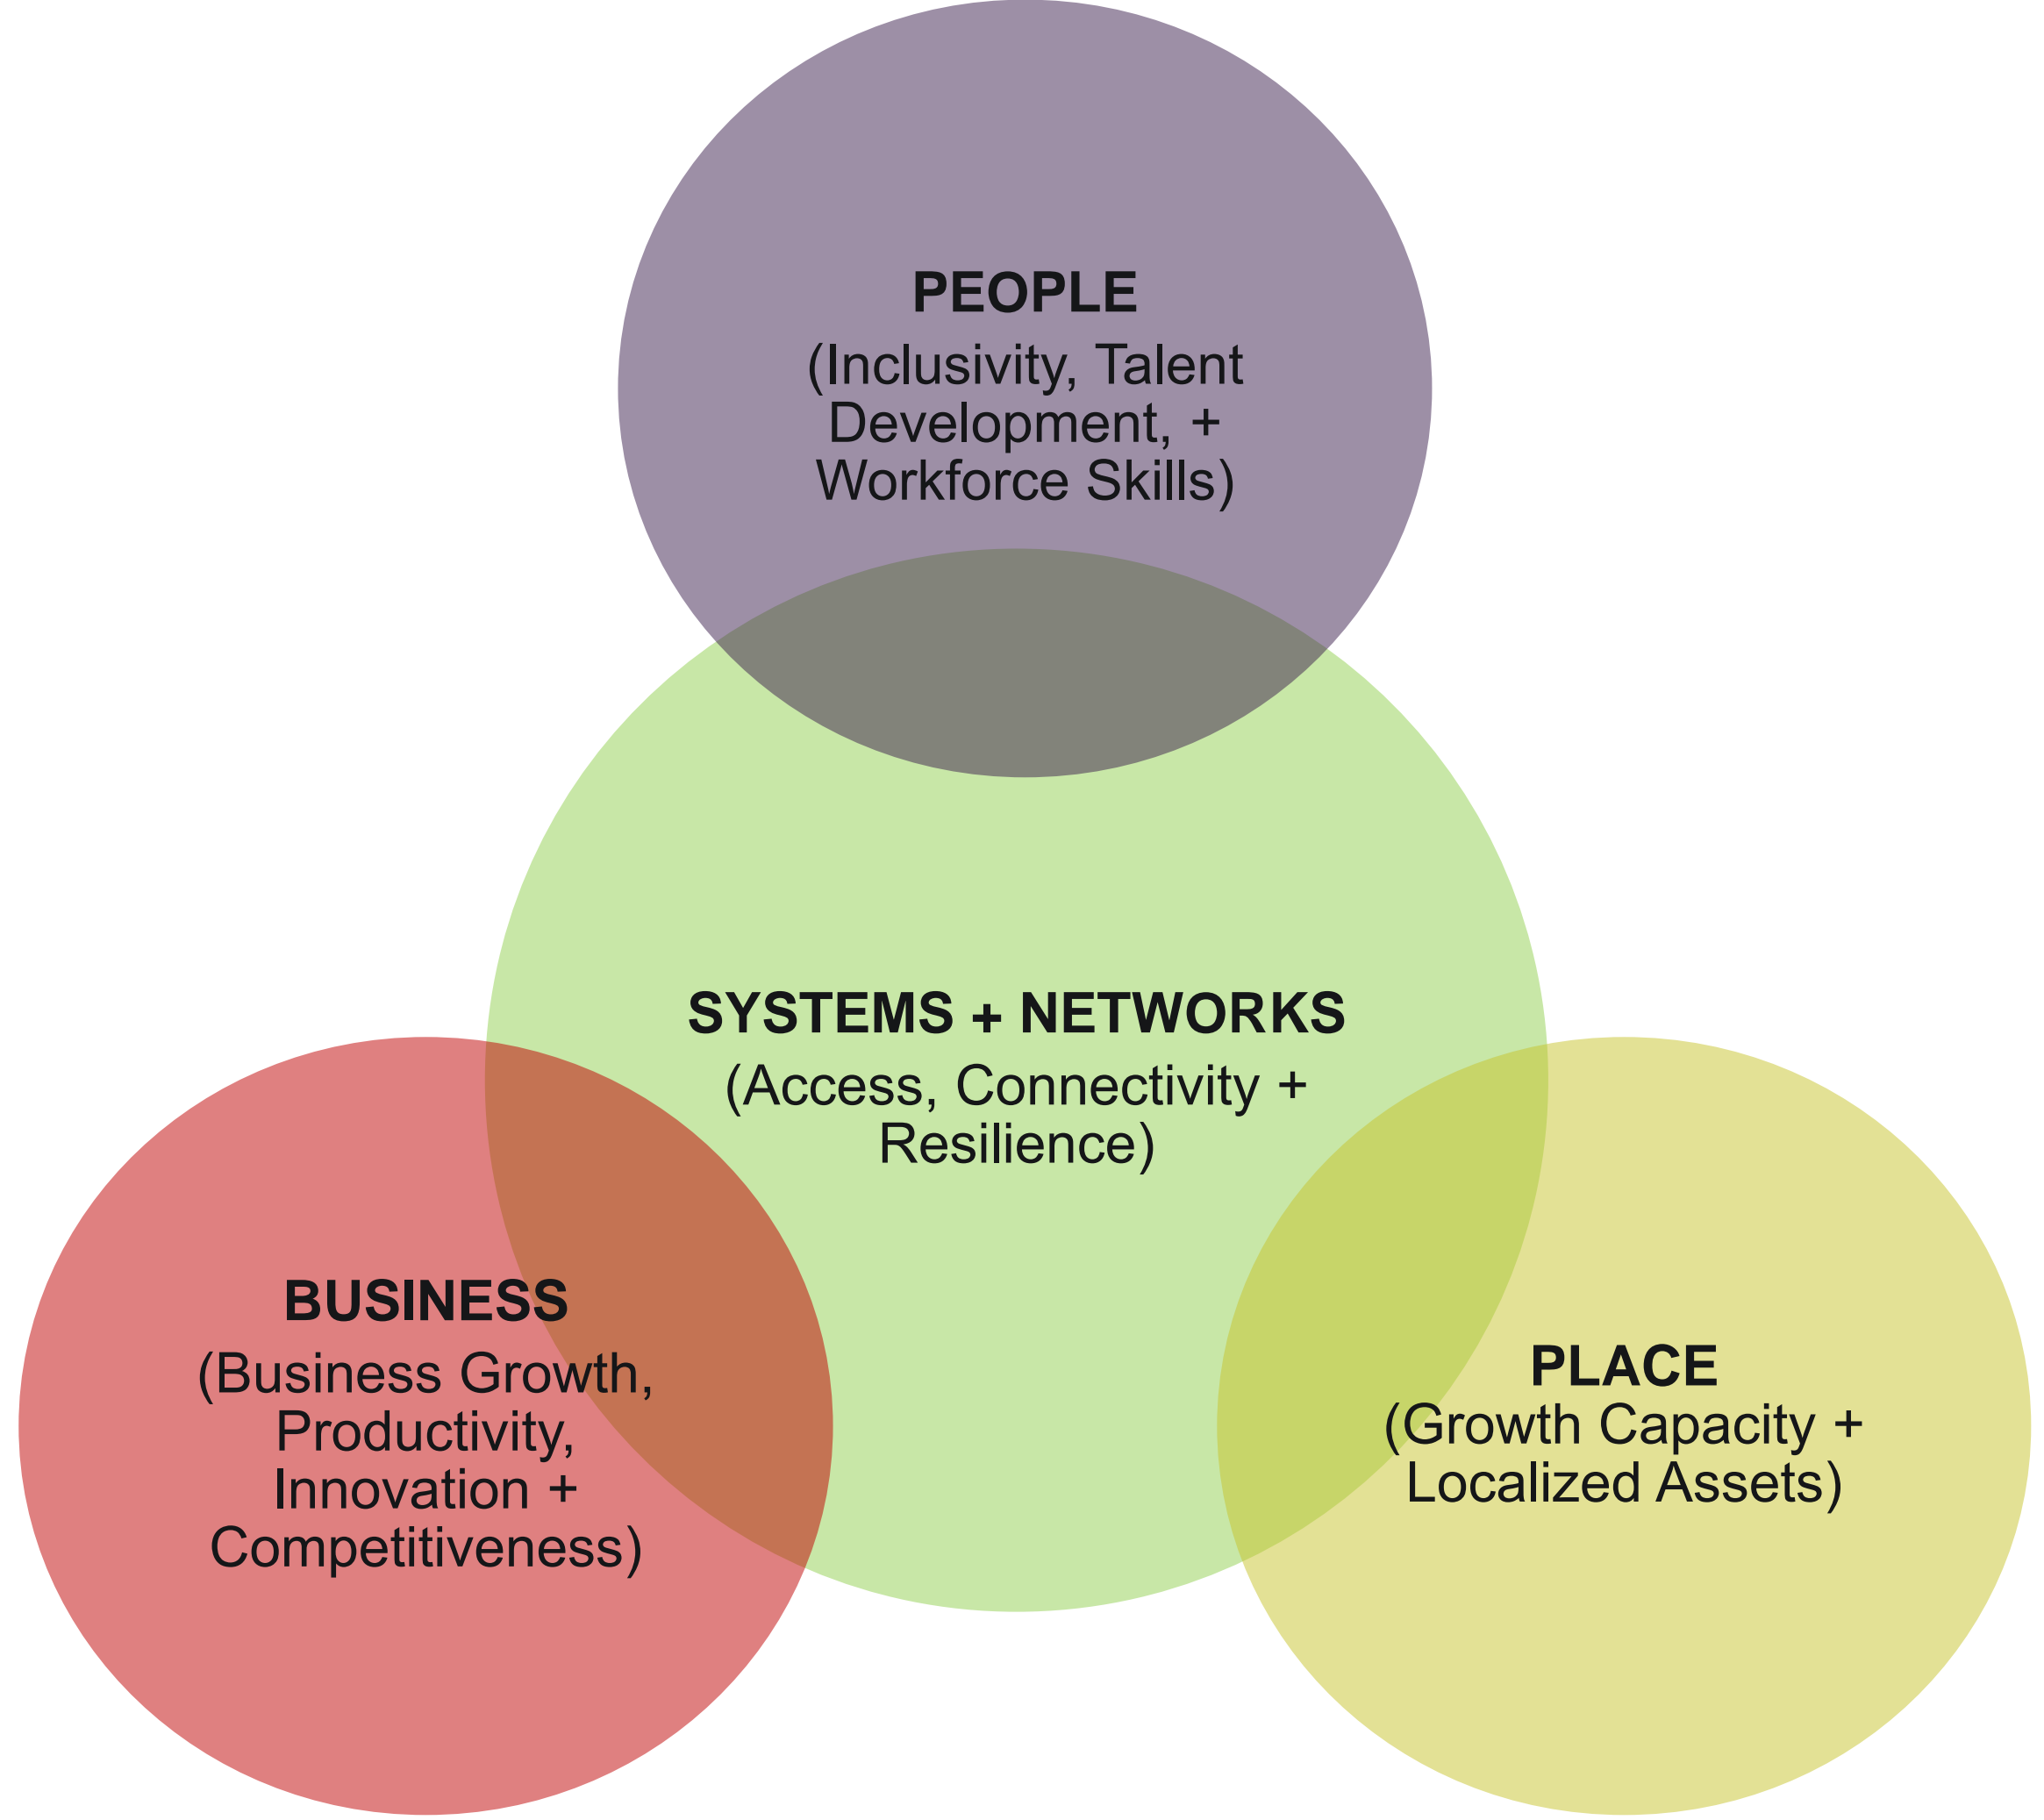 PEOPLE
(Inclusivity, Talent
Development, +
Workforce Skills)
SYSTEMS + NETWORKS
(Access, Connectivity +
Resilience)
BUSINESS
(Business Growth,
Productivity,
Innovation +
Competitiveness)
PLACE
(Growth Capacity +
Localized Assets)